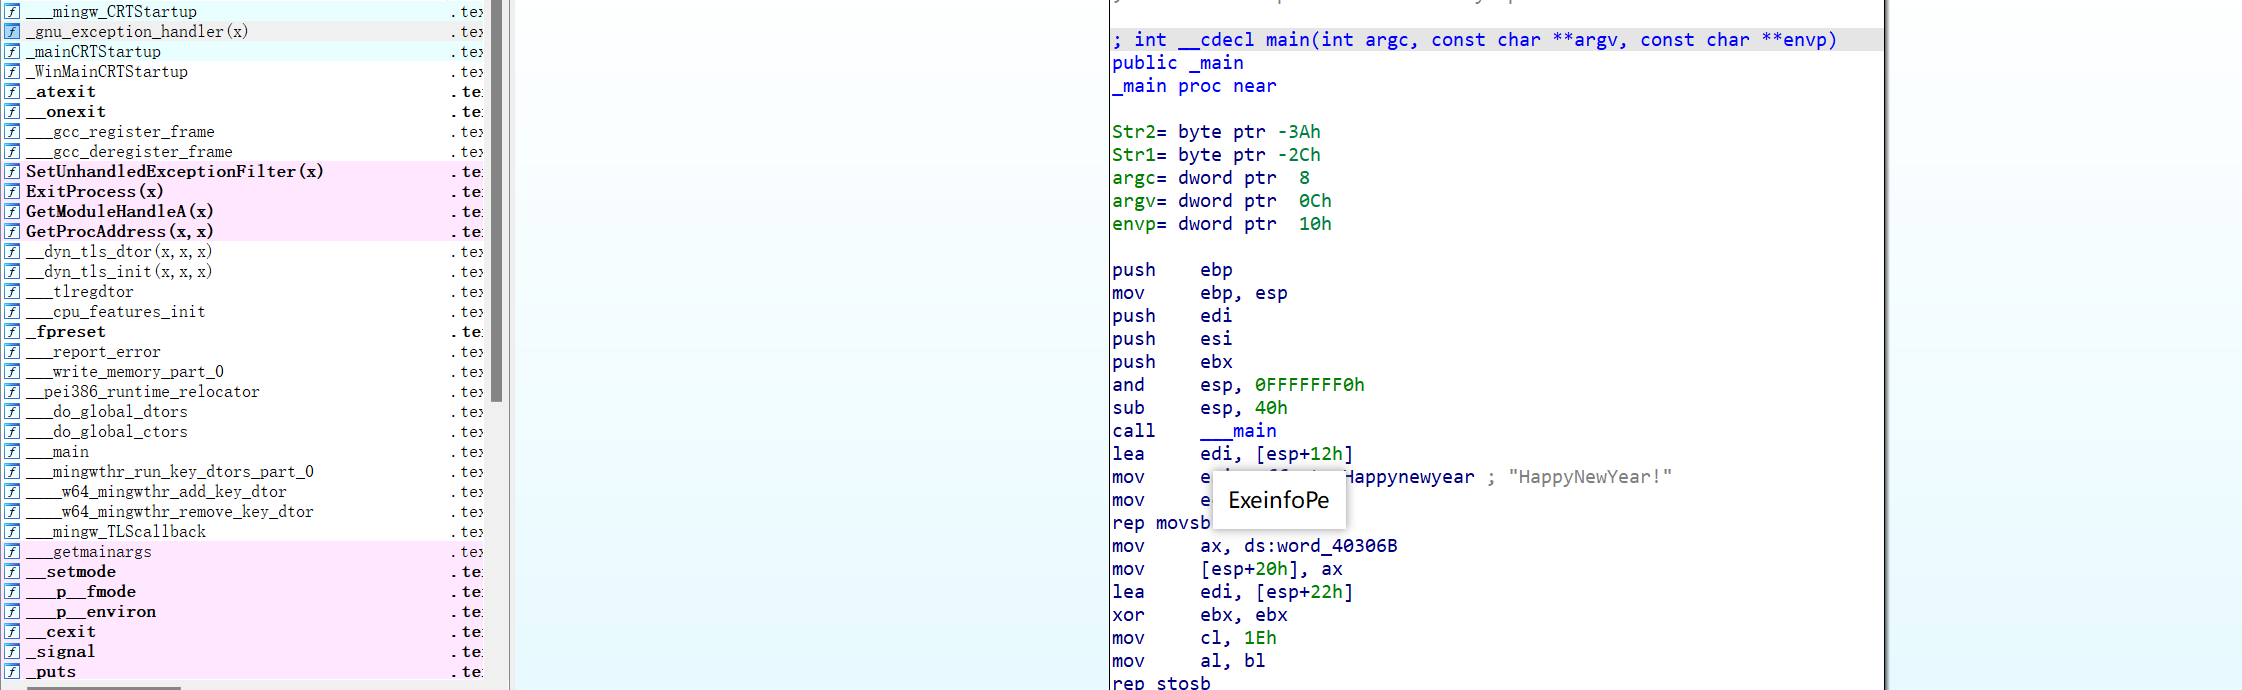 ___mingw_CRTStartup .te
_gnu_exception_handler(x) .te
_mainCRTStartup .te
_WinMainCRTStartup .te
_atexit .te
__onexit .te
___gcc_register_frame .te
___gcc_deregister_frame .te
SetUnhandledExceptionFilter(x) .te
ExitProcess(x) .te
GetModuleHandleA(x) .te
GetProcAddress(x,x) .te
__dyn_tls_dtor(x,x,x) .te
__dyn_tls_init(x,x,x) .te
___tlregdtor .te
___cpu_features_init .te
_fpreset .te
___report_error .te
___write_memory_part_0 .te
__pei386_runtime_relocator .te
___do_global_dtors .te
___do_global_ctors .te
___main .te
___mingwthr_run_key_dtors_part_0 .te
____w64_mingwthr_add_key_dtor .te
____w64_mingwthr_remove_key_dtor .te
___mingw_TLScallback .te
___getmainargs .te
__setmode .te
___p__fmode .te
___p__environ .te
__cexit .te
_signal .te
_puts .te
; int __cdecl main(int argc, const char **argv, const char **envp)
public _main
_main proc near
Str2= byte ptr -3Ah
Str1= byte ptr -2Ch
argc= dword ptr  8
argv= dword ptr  0Ch
envp= dword ptr  10h
push    ebp
mov     ebp, esp
push    edi
push    esi
push    ebx
and     esp, 0FFFFFFF0h
sub     esp, 40h
call    ___main
lea     edi, [esp+12h]
mov     e Happynewyear ; "HappyNewYear!"
ExeinfoPe
mov     e
rep movsb
mov     ax, ds:word_40306B
mov     [esp+20h], ax
lea     edi, [esp+22h]
xor     ebx, ebx
mov     cl, 1Eh
mov     al, bl
rep stosb